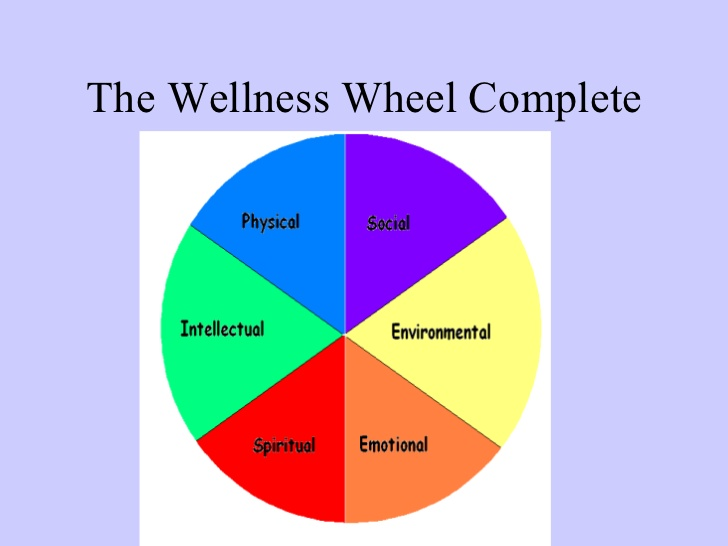 The Wellness Wheel Complete
Physical
Social
Intellectual
Environmental
Spiritual
Emotional